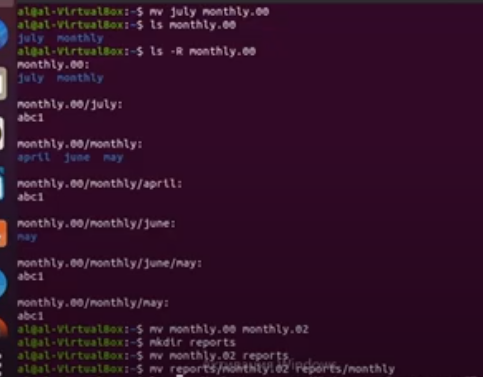 al@al-VirtualBox:~$ mv july monthly.00
al@al-VirtualBox:~$ ls monthly.00
july  monthly
al@al-VirtualBox:~$ ls -R monthly.00
monthly.00:
july  monthly

monthly.00/july:
abc1

monthly.00/monthly:
april  june  may

monthly.00/monthly/april:
abc1

monthly.00/monthly/june:
may

monthly.00/monthly/june/may:
abc1

monthly.00/monthly/may:
abc1
al@al-VirtualBox:~$ mv monthly.00 monthly.02
al@al-VirtualBox:~$ mkdir reports
al@al-VirtualBox:~$ mv monthly.02 reports
Windows
al@al-VirtualBox:~$ mv reports/monthly.02 reports/monthly